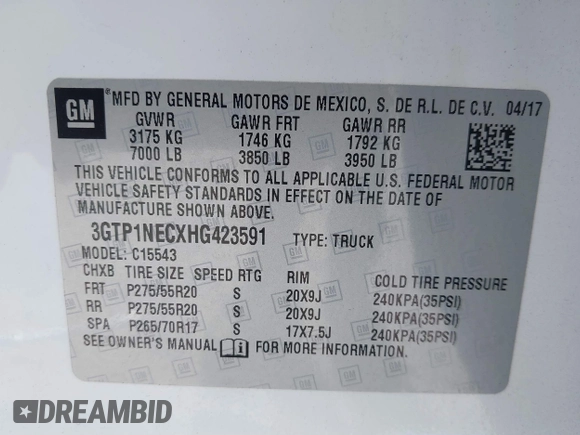 GM
MFD BY GENERAL MOTORS DE MEXICO, S. DE R.L. DE C.V. 04/17
GVWR GAWR FRT GAWR RR
3175 KG 1746 KG 1792 KG
7000 LB 3850 LB 3950 LB
THIS VEHICLE CONFORMS TO ALL APPLICABLE U.S. FEDERAL MOTOR
VEHICLE SAFETY STANDARDS IN EFFECT ON THE DATE OF
MANUFACTURE SHOWN ABOVE.
3GTP1NECXHG423591 TYPE: TRUCK
MODEL: C15543
CHXB TIRE SIZE SPEED RTG RIM COLD TIRE PRESSURE
FRT P275/55R20 S 20X9J 240KPA(35PSI)
RR P275/55R20 S 20X9J 240KPA(35PSI)
SPA P265/70R17 S 17X7.5J 240KPA(35PSI)
SEE OWNER'S MANUAL FOR MORE INFORMATION.
DREAMBID